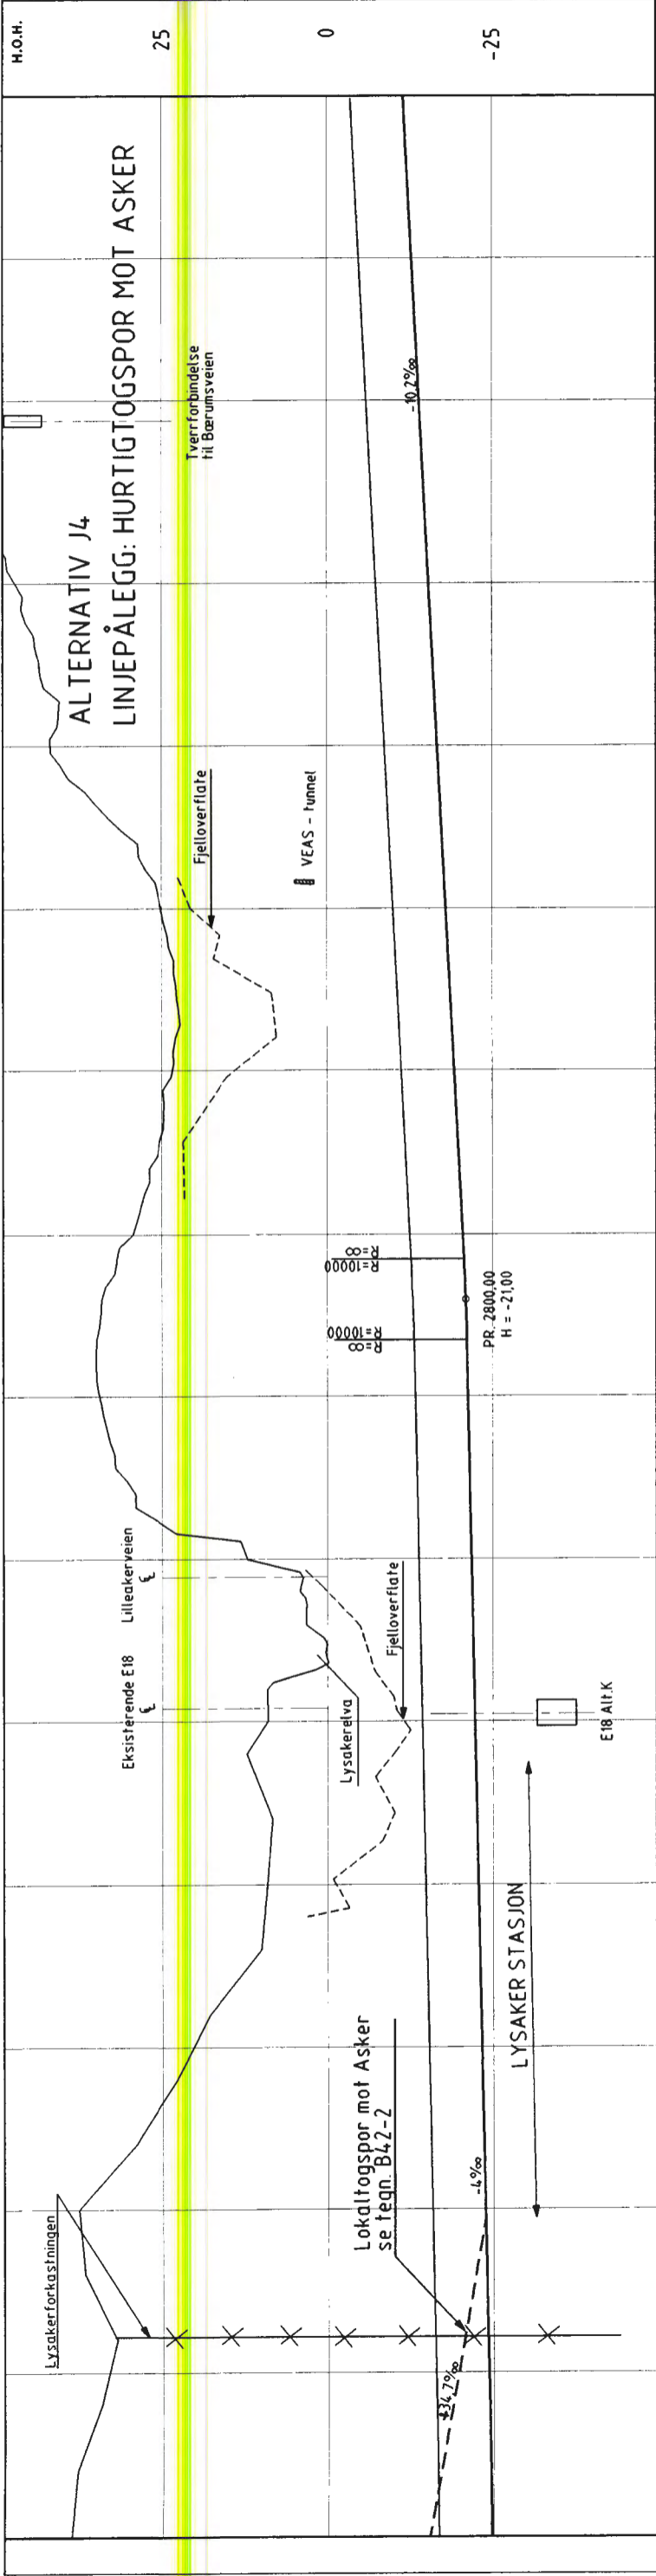 H.O.H.
25
0
-25
ALTERNATIV J4
LINJEPÅLEGG: HURTIGTOGSPOR MOT ASKER
Tverrforbindelse
til Bærumsveien
-10,2‰
Fjelloverflate
VEAS - tunnel
R=∞
R=10000
R=10000
R=∞
PR. 2800,00
H = -21,00
Lilleakerveien
Eksisterende E18
Lysakerelva
Fjelloverflate
E18 Alt.K
LYSAKER STASJON
Lokaltogspor mot Asker
se tegn. B42-2
-4‰
+34,7‰
Lysakerforkastningen